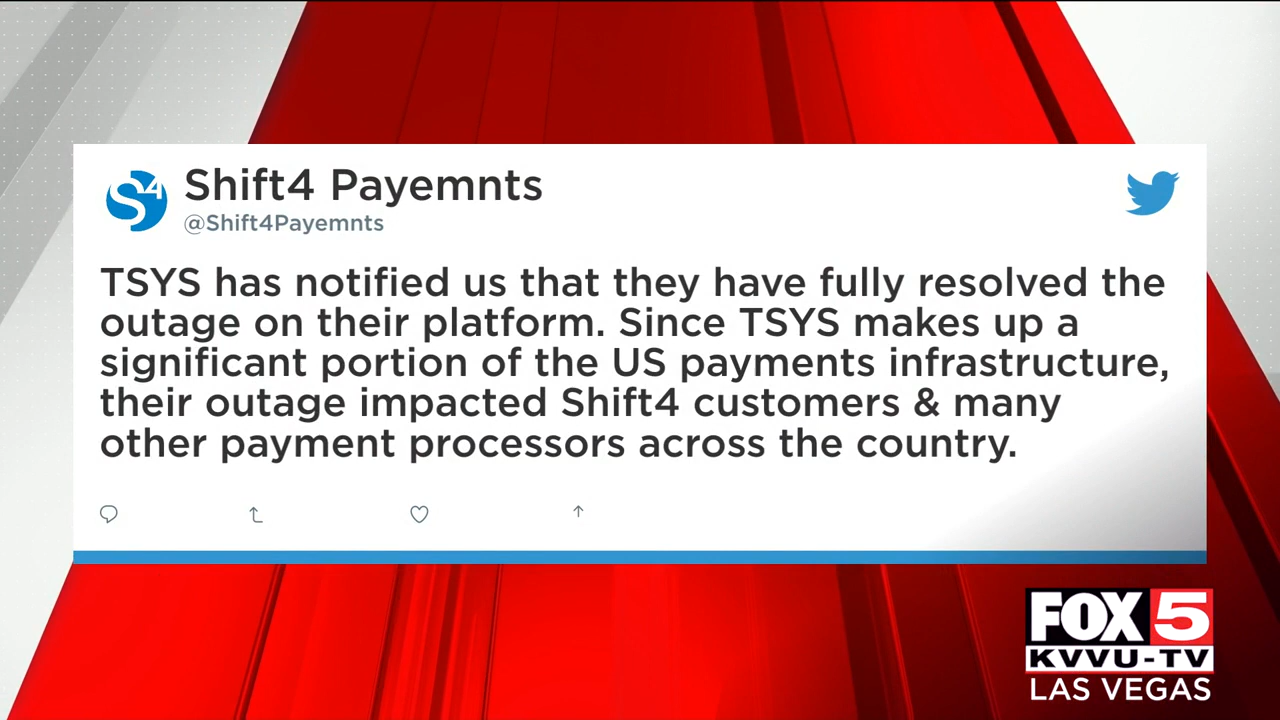 S4
Shift4 Payemnts
@Shift4Payemnts
TSYS has notified us that they have fully resolved the
outage on their platform. Since TSYS makes up a
significant portion of the US payments infrastructure,
their outage impacted Shift4 customers & many
other payment processors across the country.
FOX 5
KVVU-TV
LAS VEGAS